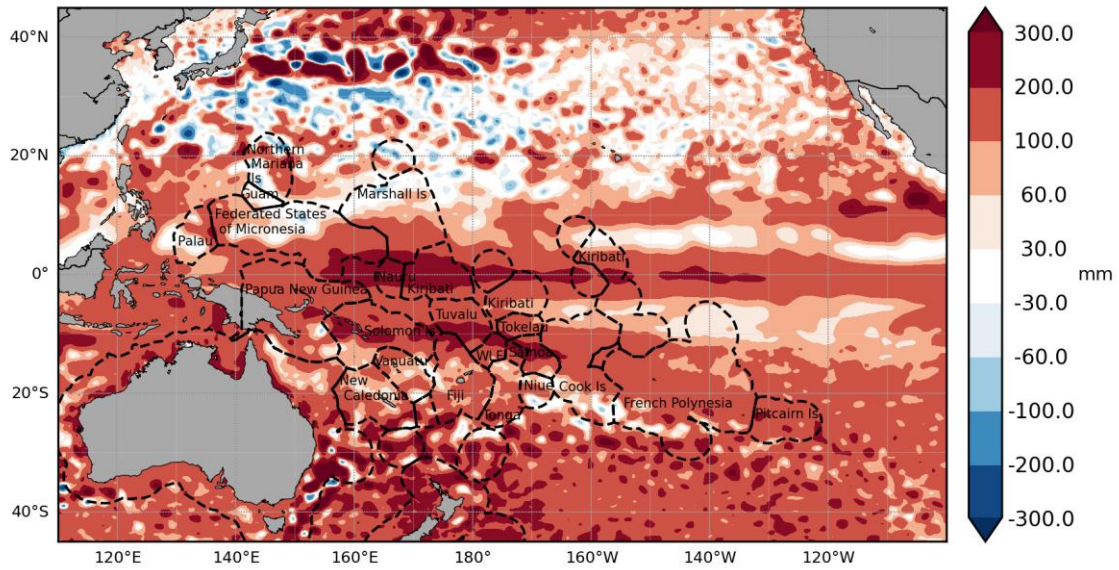 40°N
20°N
0°
20°S
40°S
120°E
140°E
160°E
180°
160°W
140°W
120°W
Northern
Mariana
Ils
Guam
Marshall Is
Federated States
of Micronesia
Palau
Kiribati
Nauru
Papua New Guinea
Kiribati
Kiribati
Tuvalu
Solomon Is
Tokelau
WLF
Samoa
Vanuatu
New
Caledonia
Fiji
Niue
Cook Is
French Polynesia
Tonga
Pitcairn Is
300.0
200.0
100.0
60.0
30.0
-30.0
-60.0
-100.0
-200.0
-300.0
mm